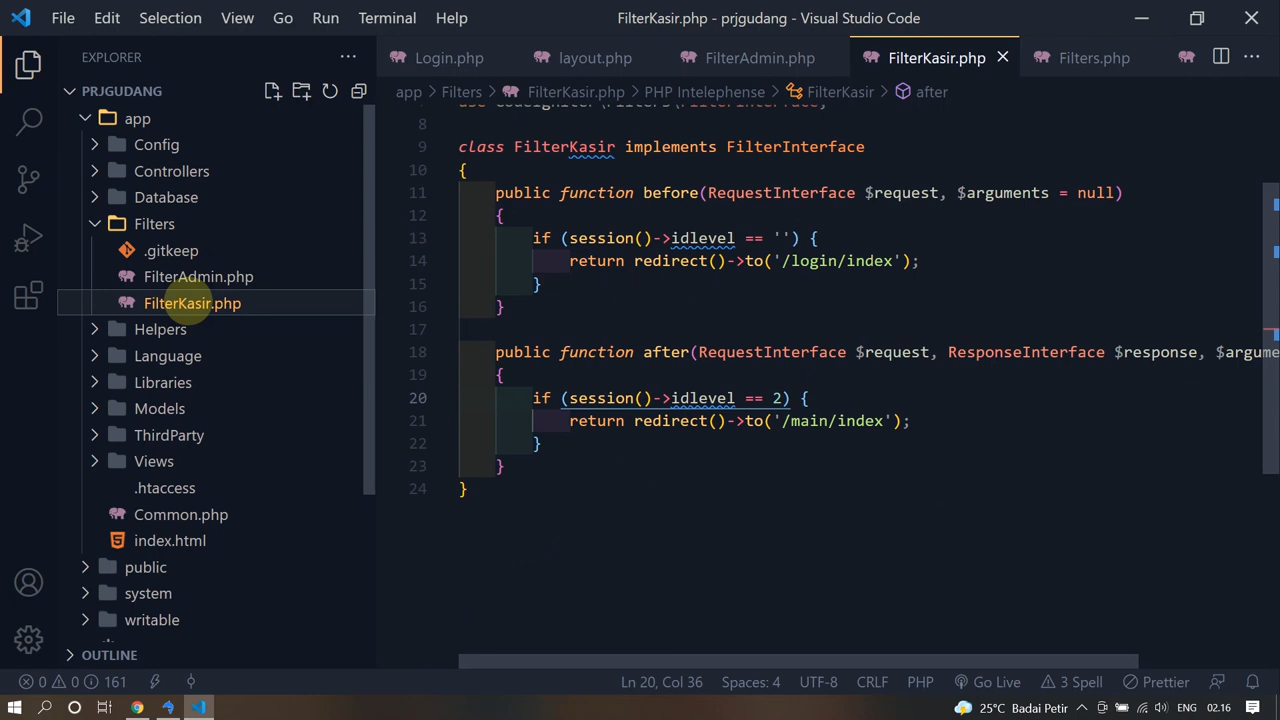 File Edit Selection View Go Run Terminal Help
FilterKasir.php - prjgudang - Visual Studio Code
EXPLORER
PRJGUDANG
app
Config
Controllers
Database
Filters
.gitkeep
FilterAdmin.php
FilterKasir.php
Helpers
Language
Libraries
Models
ThirdParty
Views
.htaccess
Common.php
index.html
public
system
writable
OUTLINE
Login.php layout.php FilterAdmin.php FilterKasir.php Filters.php
app > Filters > FilterKasir.php > PHP Intelephense > FilterKasir > after
use CodeIgniter\Filters\FilterInterface;
8
9 class FilterKasir implements FilterInterface
10 {
11 public function before(RequestInterface $request, $arguments = null)
12 {
13 if (session()->idlevel == '') {
14 return redirect()->to('/login/index');
15 }
16 }
17
18 public function after(RequestInterface $request, ResponseInterface $response, $argume
19 {
20 if (session()->idlevel == 2) {
21 return redirect()->to('/main/index');
22 }
23 }
24 }
0 0 161 Ln 20, Col 36 Spaces: 4 UTF-8 CRLF PHP Go Live 3 Spell Prettier
25°C Badai Petir ENG 02.16